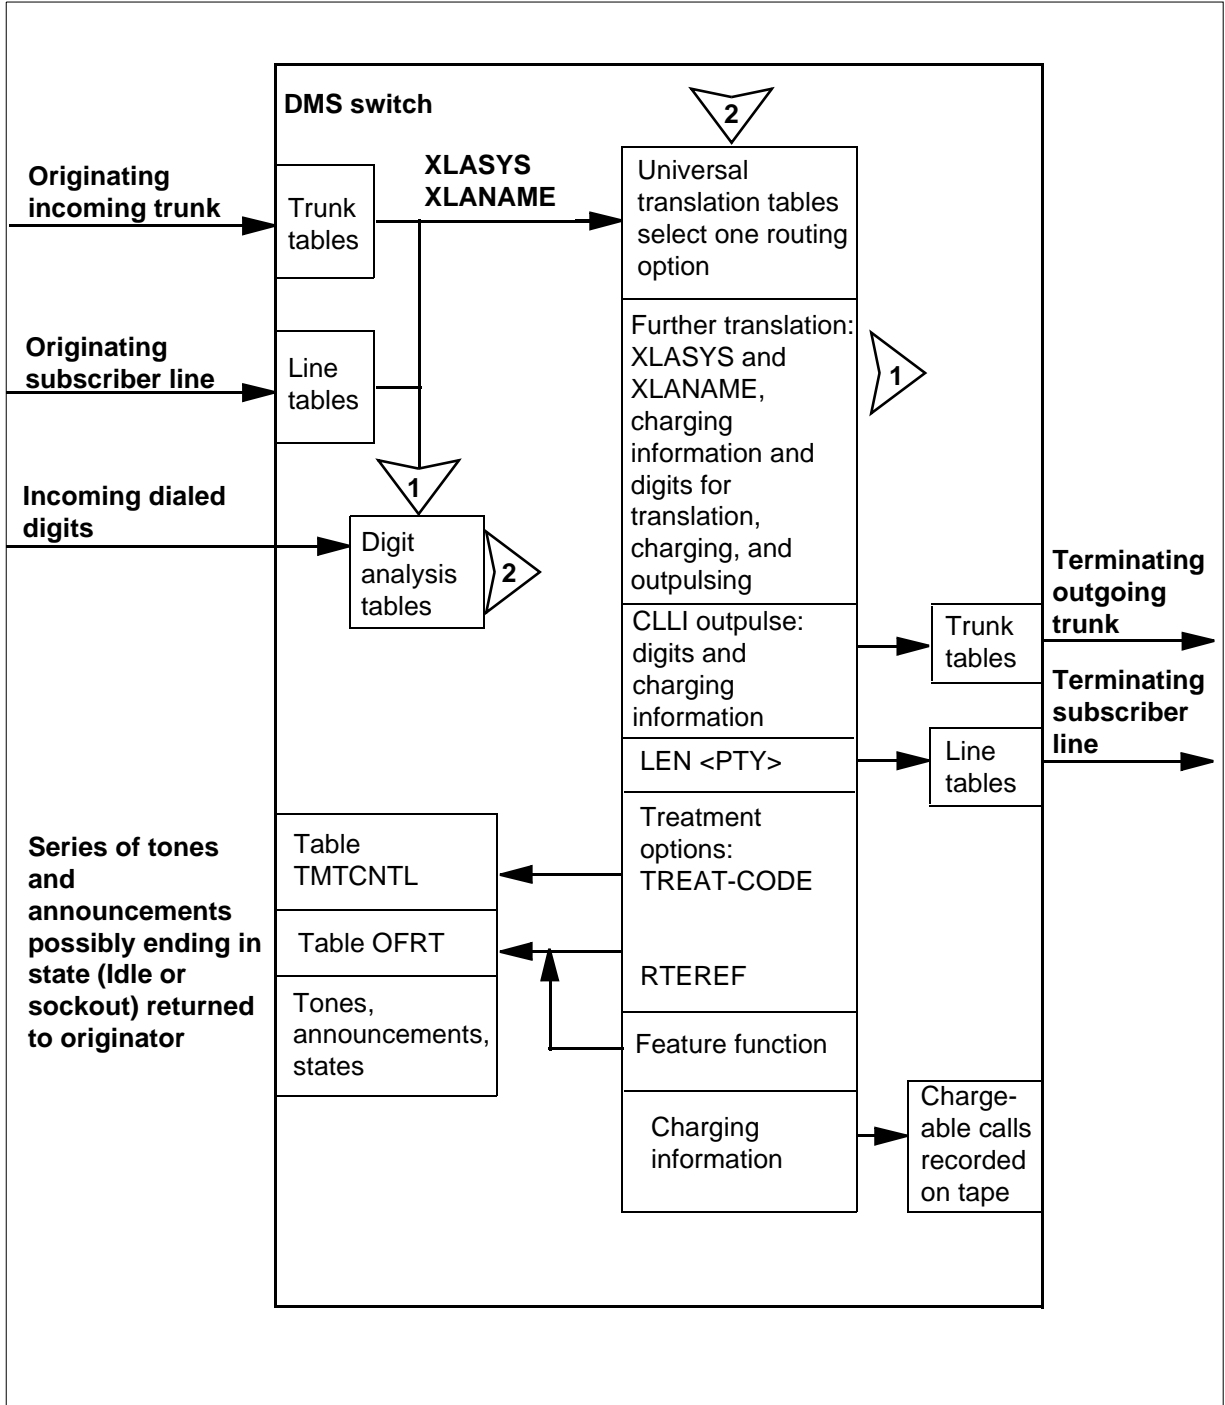 DMS switch
2
Originating
incoming trunk
Trunk
tables
XLASYS
XLANAME
Universal
translation tables
select one routing
option
Originating
subscriber line
Line
tables
Further translation:
XLASYS and
XLANAME,
charging
information and
digits for
translation,
charging, and
outpulsing
1
1
Incoming dialed
digits
Digit
analysis
tables
2
CLLI outpulse:
digits and
charging
information
Trunk
tables
Terminating
outgoing
trunk
LEN <PTY>
Line
tables
Terminating
subscriber
line
Treatment
options:
TREAT-CODE
RTEREF
Table
TMTCNTL
Table OFRT
Tones,
announcements,
states
Series of tones
and
announcements
possibly ending in
state (Idle or
sockout) returned
to originator
Feature function
Charging
information
Charge-
able calls
recorded
on tape